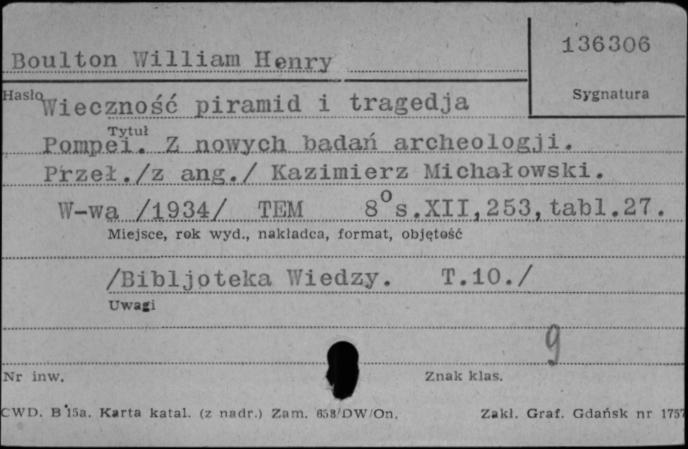 136306
Boulton William Henry
Sygnatura
Hasło
Wieczność piramid i tragedja
Tytuł
Pompei. Z nowych badań archeologji.
Przeł./z ang./ Kazimierz Michałowski.
W-wa /1934/ TEM 8° s.XII,253,tabl.27.
Miejsce, rok wyd., nakładca, format, objętość
/Bibljoteka Wiedzy. T.10./
Uwagi
9
Nr inw. Znak klas.
CWD. B 15a. Karta katal. (z nadr.) Zam. 658/DW/On. Zakł. Graf. Gdańsk nr 1757